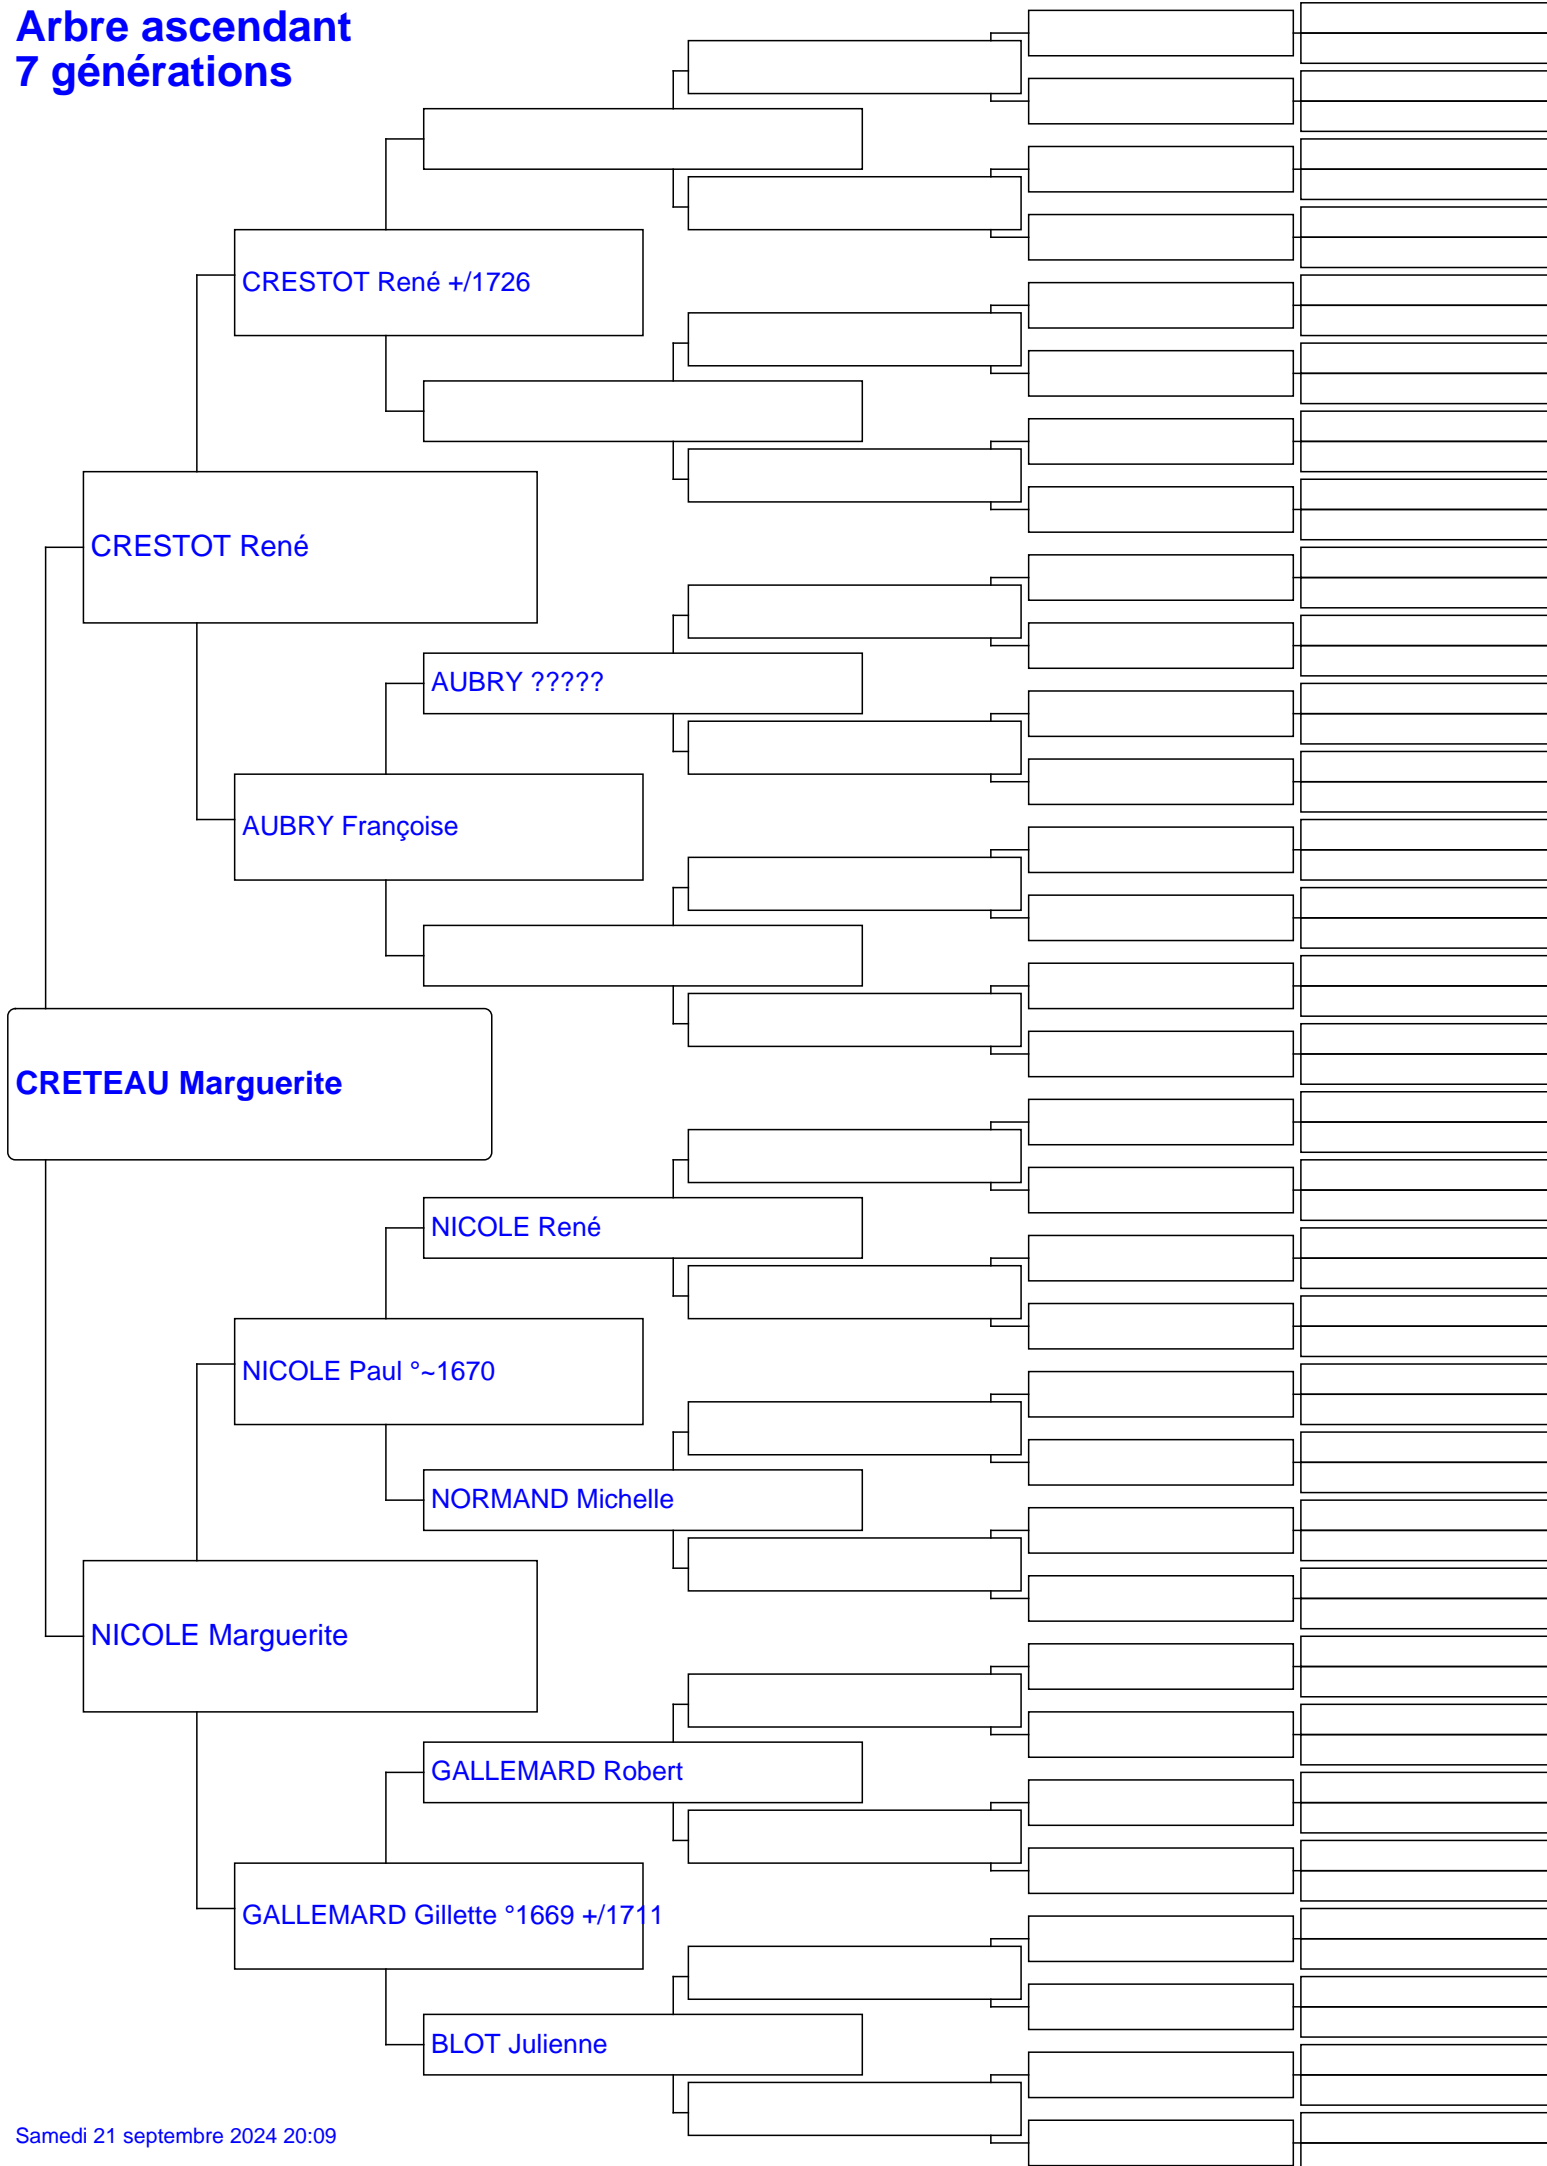 Arbre ascendant
7 générations
CRESTOT René +/1726
CRESTOT René
AUBRY ?????
AUBRY Françoise
CRETEAU Marguerite
NICOLE René
NICOLE Paul °~1670
NORMAND Michelle
NICOLE Marguerite
GALLEMARD Robert
GALLEMARD Gillette °1669 +/1711
BLOT Julienne
Samedi 21 septembre 2024 20:09